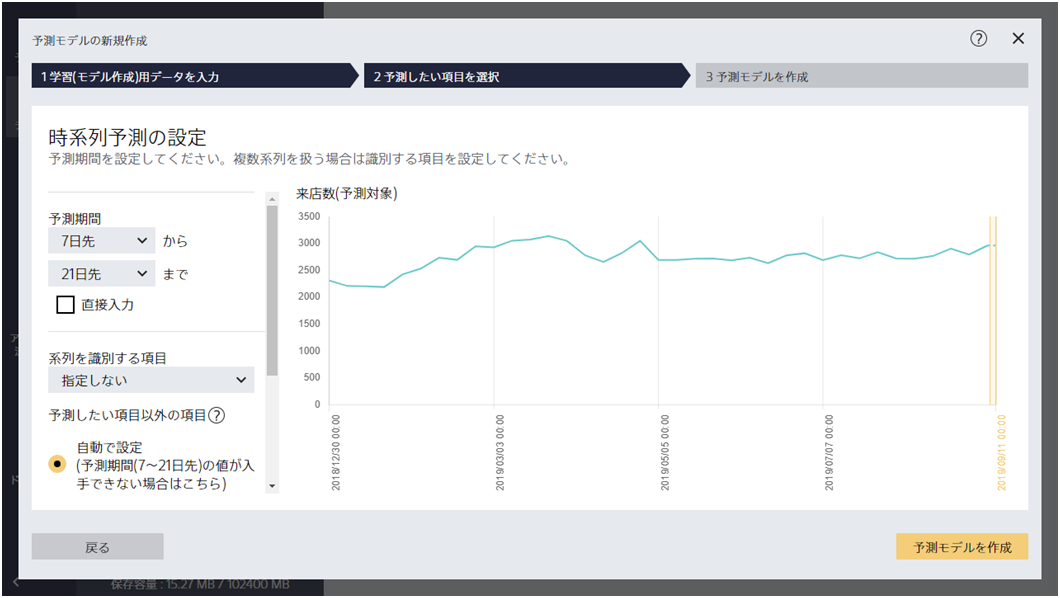 予測モデルの新規作成
?
1 学習(モデル作成)用データを入力
2 予測したい項目を選択
3 予測モデルを作成
時系列予測の設定
予測期間を設定してください。複数系列を扱う場合は識別する項目を設定してください。
予測期間
7日先 から
21日先 まで
直接入力
系列を識別する項目
指定しない
予測したい項目以外の項目?
自動で設定
(予測期間(7〜21日先)の値が入
手できない場合はこちら)
来店数(予測対象)
3500
3000
2500
2000
1500
1000
500
0
2018/12/30 00:00
2019/03/03 00:00
2019/05/05 00:00
2019/07/07 00:00
2019/09/11 00:00
戻る
予測モデルを作成
保存容量 : 15.27 MB / 102400 MB